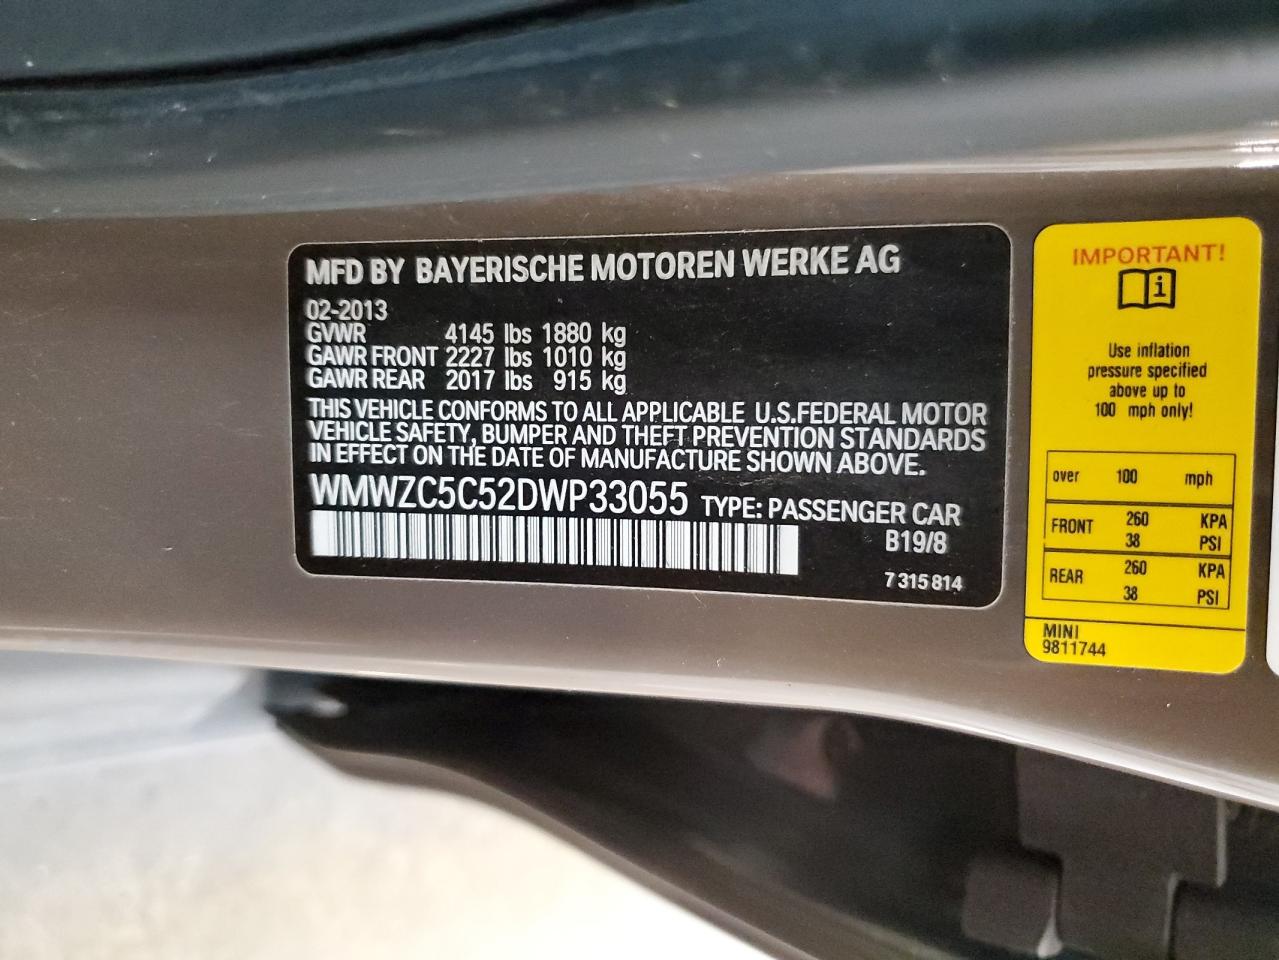 MFD BY BAYERISCHE MOTOREN WERKE AG
02-2013
GVWR 4145 lbs 1880 kg
GAWR FRONT 2227 lbs 1010 kg
GAWR REAR 2017 lbs 915 kg
THIS VEHICLE CONFORMS TO ALL APPLICABLE U.S.FEDERAL MOTOR
VEHICLE SAFETY, BUMPER AND THEFT PREVENTION STANDARDS
IN EFFECT ON THE DATE OF MANUFACTURE SHOWN ABOVE.
WMWZC5C52DWP33055 TYPE: PASSENGER CAR
B19/8
7 315 814
IMPORTANT!
i
Use inflation
pressure specified
above up to
100 mph only!
over 100 mph
FRONT 260 KPA
38 PSI
REAR 260 KPA
38 PSI
MINI
9811744